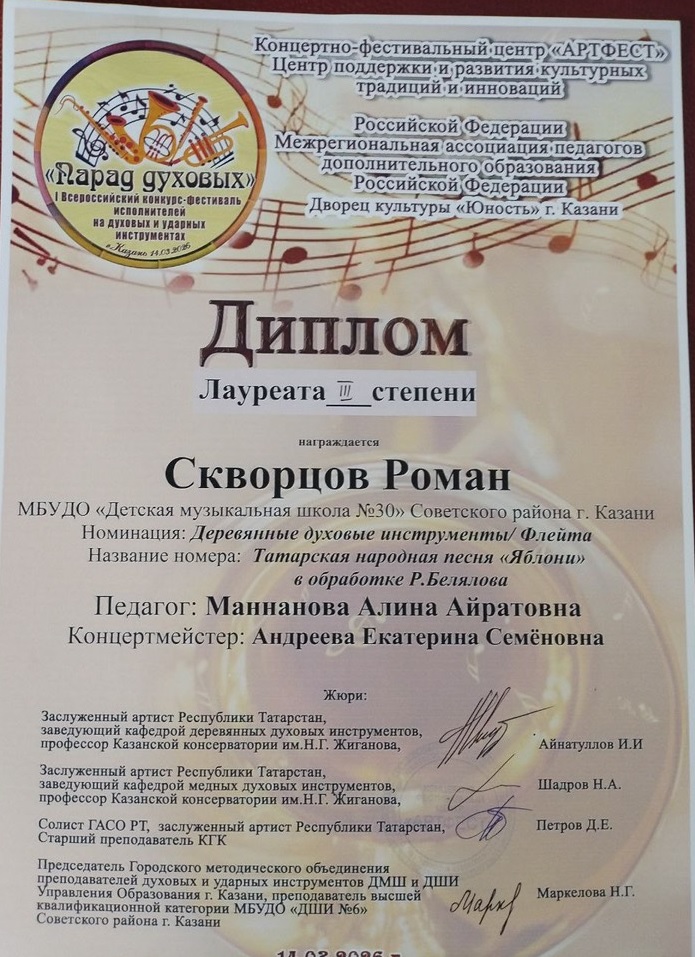 Концертно-фестивальный центр «АРТФЕСТ»
Центр поддержки и развития культурных
традиций и инноваций
Российской Федерации
Межрегиональная ассоциация педагогов
дополнительного образования
Российской Федерации
Дворец культуры «Юность» г. Казани
«Парад духовых»
I Всероссийский конкурс-фестиваль
исполнителей
на духовых и ударных
инструментах
г.Казань 14.03.2026
Диплом
Лауреата III степени
награждается
Скворцов Роман
МБУДО «Детская музыкальная школа №30» Советского района г. Казани
Номинация: Деревянные духовые инструменты/ Флейта
Название номера: Татарская народная песня «Яблони»
в обработке Р.Белялова
Педагог: Маннанова Алина Айратовна
Концертмейстер: Андреева Екатерина Семёновна
Жюри:
Заслуженный артист Республики Татарстан,
заведующий кафедрой деревянных духовых инструментов,
профессор Казанской консерватории им.Н.Г. Жиганова,
Айнатуллов И.И
Заслуженный артист Республики Татарстан,
заведующий кафедрой медных духовых инструментов,
профессор Казанской консерватории им.Н.Г. Жиганова,
Шадров Н.А.
Солист ГАСО РТ, заслуженный артист Республики Татарстан,
Старший преподаватель КГК
Петров Д.Е.
Председатель Городского методического объединения
преподавателей духовых и ударных инструментов ДМШ и ДШИ
Управления Образования г. Казани, преподаватель высшей
квалификационной категории МБУДО «ДШИ №6»
Советского района г. Казани
Маркелова Н.Г.
14.03.2026 г.